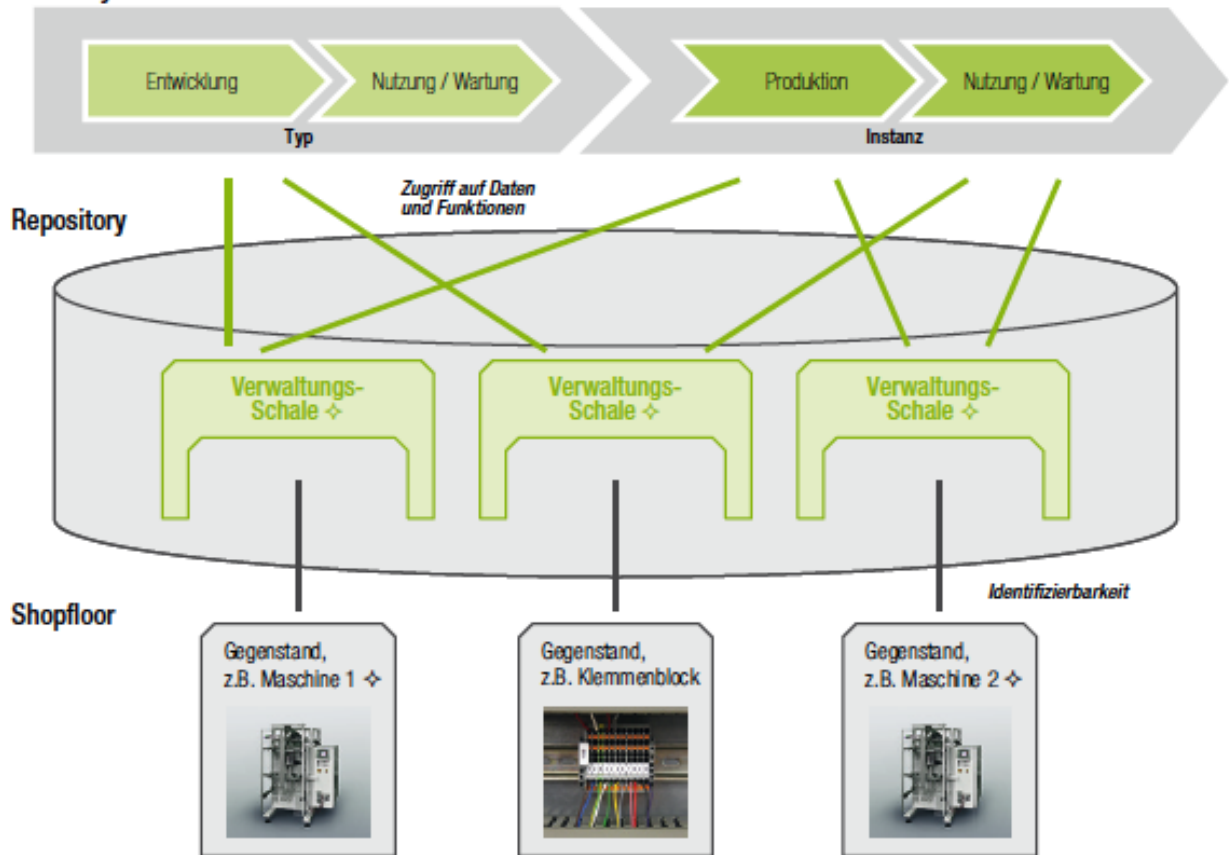 Entwicklung
Nutzung / Wartung
Produktion
Nutzung / Wartung
Typ
Instanz
Zugriff auf Daten
und Funktionen
Repository
Verwaltungs-
Schale ✧
Verwaltungs-
Schale ✧
Verwaltungs-
Schale ✧
Identifizierbarkeit
Shopfloor
Gegenstand,
z.B. Maschine 1 ✧
Gegenstand,
z.B. Klemmenblock
Gegenstand,
z.B. Maschine 2 ✧